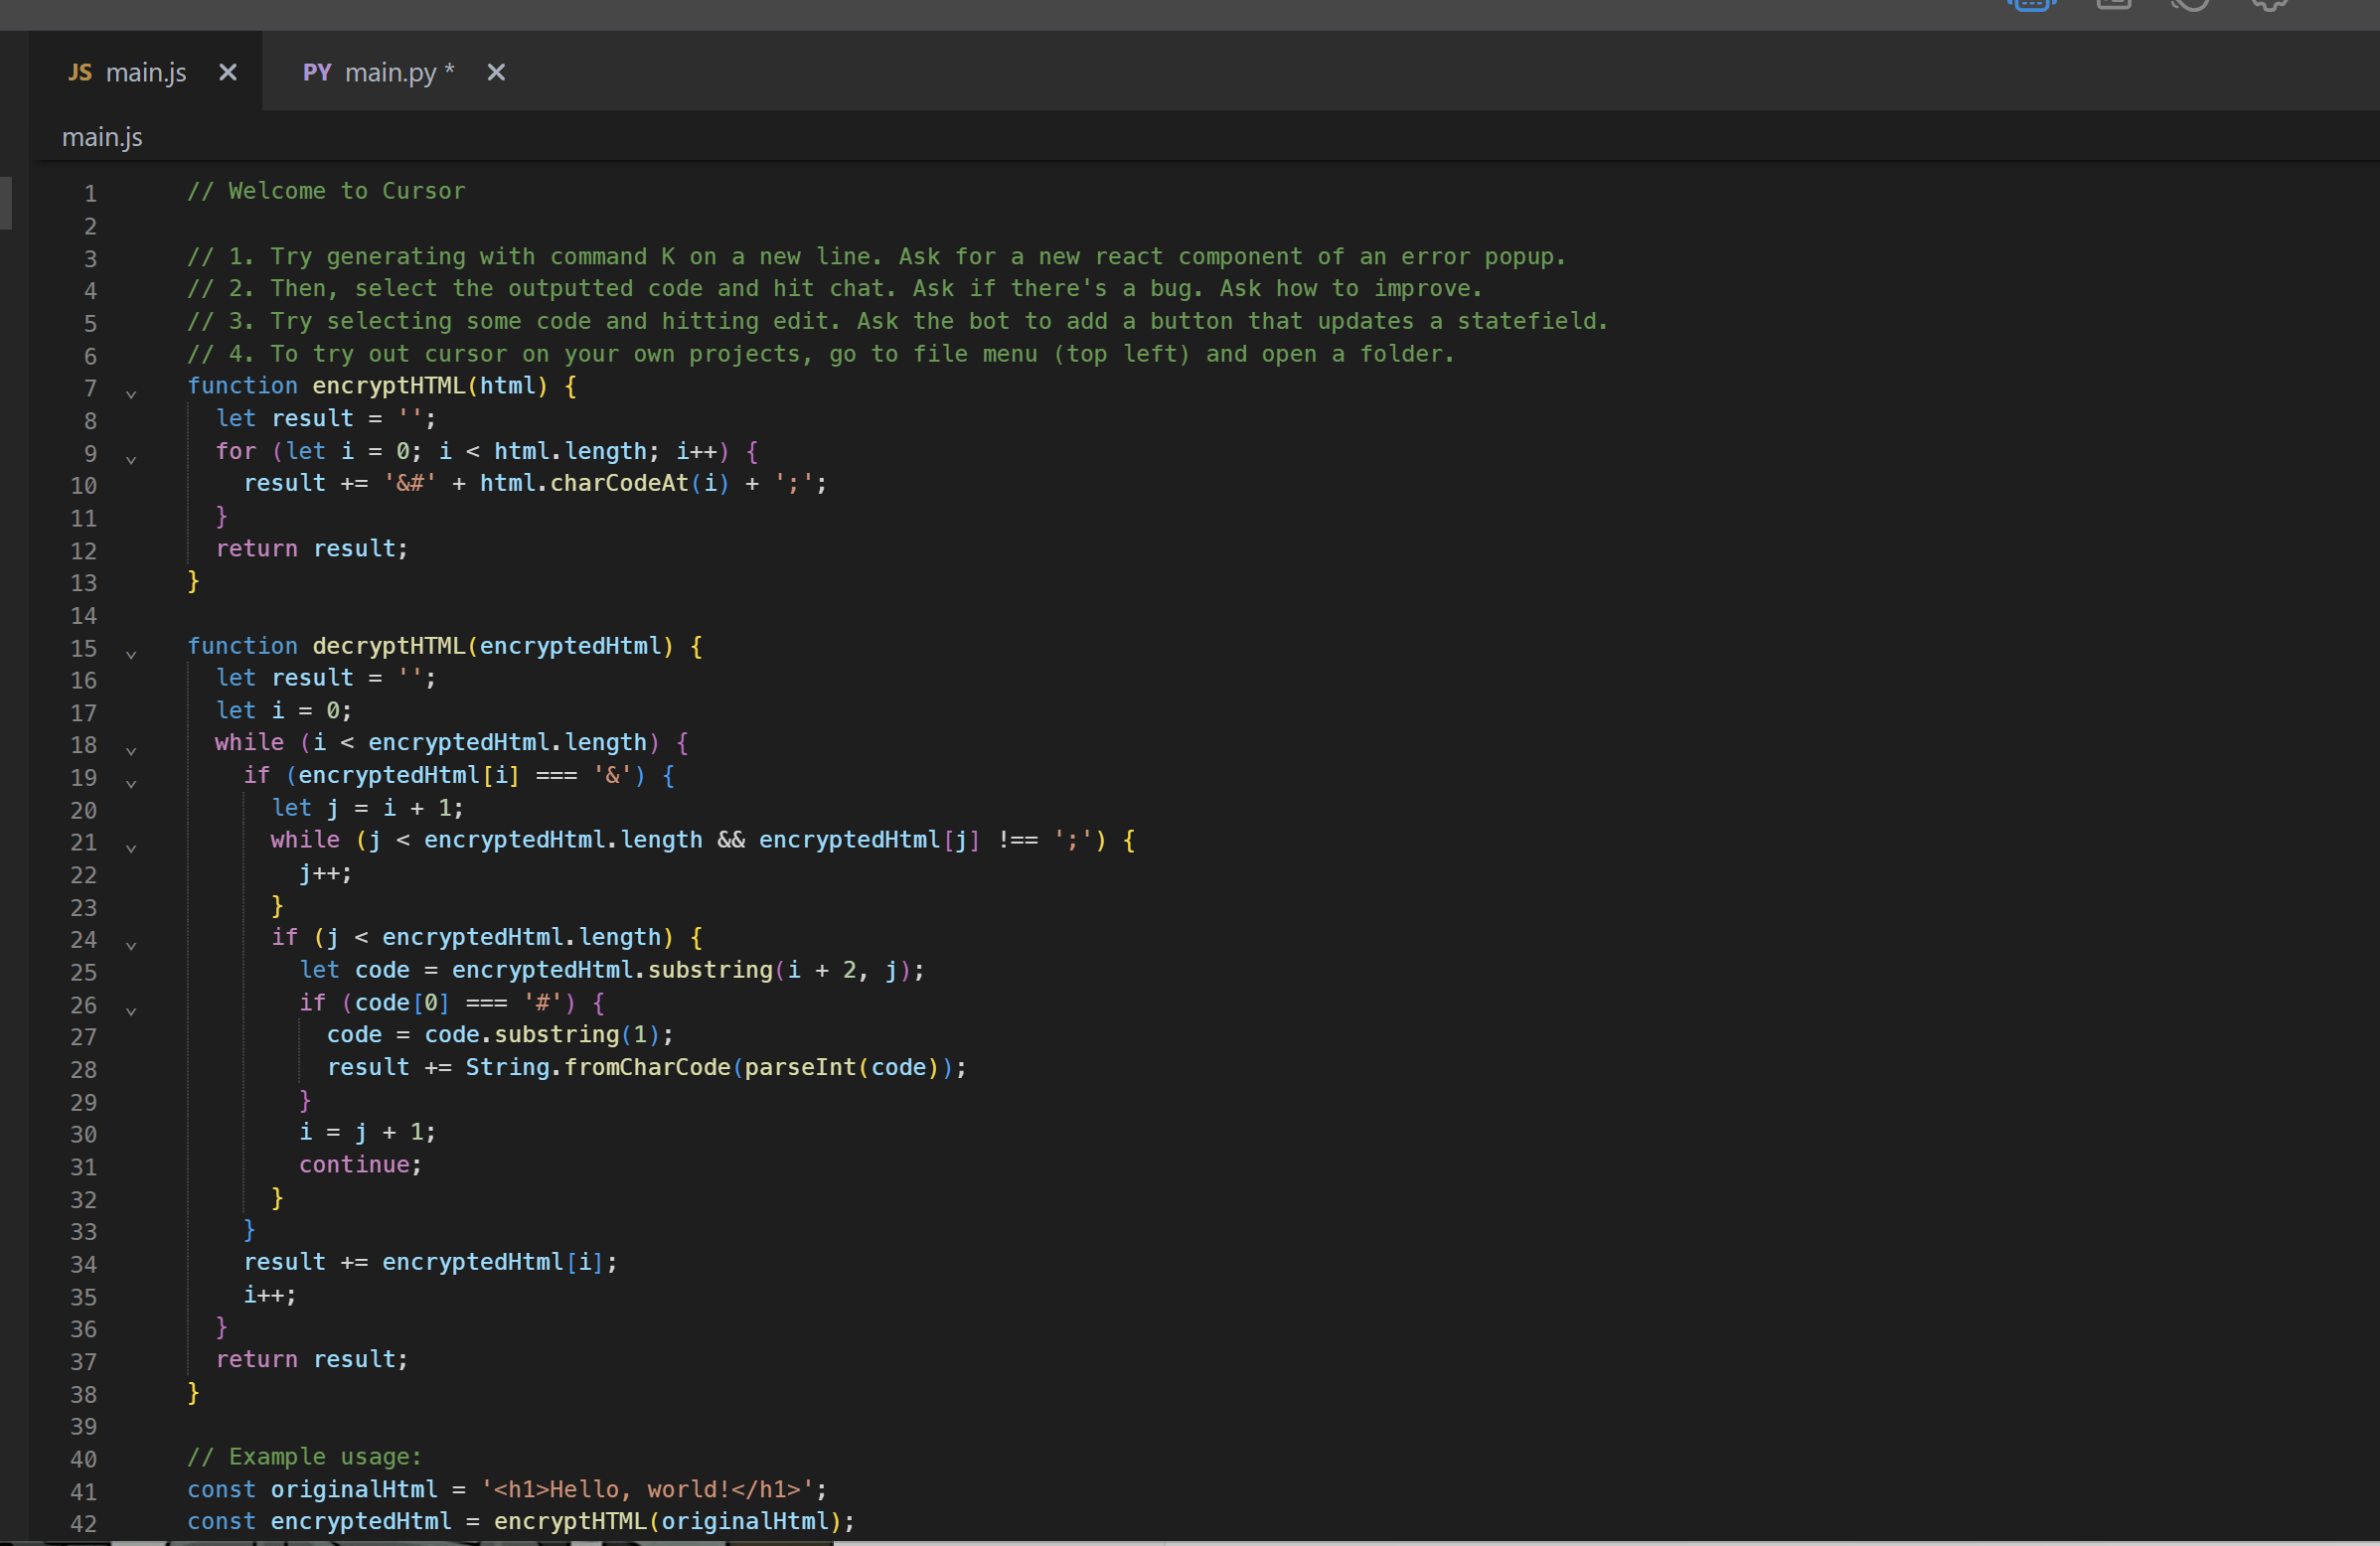 JS main.js ✕ PY main.py * ✕
main.js
1 // Welcome to Cursor
2
3 // 1. Try generating with command K on a new line. Ask for a new react component of an error popup.
4 // 2. Then, select the outputted code and hit chat. Ask if there's a bug. Ask how to improve.
5 // 3. Try selecting some code and hitting edit. Ask the bot to add a button that updates a statefield.
6 // 4. To try out cursor on your own projects, go to file menu (top left) and open a folder.
7 function encryptHTML(html) {
8   let result = '';
9   for (let i = 0; i < html.length; i++) {
10     result += '&#' + html.charCodeAt(i) + ';';
11   }
12   return result;
13 }
14
15 function decryptHTML(encryptedHtml) {
16   let result = '';
17   let i = 0;
18   while (i < encryptedHtml.length) {
19     if (encryptedHtml[i] === '&') {
20       let j = i + 1;
21       while (j < encryptedHtml.length && encryptedHtml[j] !== ';') {
22         j++;
23       }
24       if (j < encryptedHtml.length) {
25         let code = encryptedHtml.substring(i + 2, j);
26         if (code[0] === '#') {
27           code = code.substring(1);
28           result += String.fromCharCode(parseInt(code));
29         }
30         i = j + 1;
31         continue;
32       }
33     }
34     result += encryptedHtml[i];
35     i++;
36   }
37   return result;
38 }
39
40 // Example usage:
41 const originalHtml = '<h1>Hello, world!</h1>';
42 const encryptedHtml = encryptHTML(originalHtml);